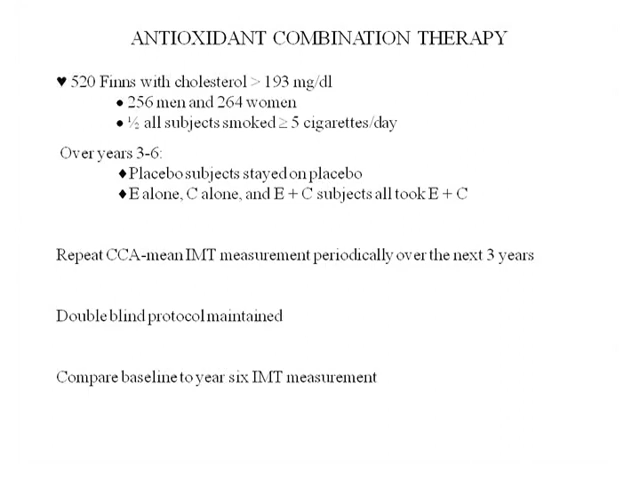 ANTIOXIDANT COMBINATION THERAPY
♥ 520 Finns with cholesterol > 193 mg/dl
● 256 men and 264 women
● ½ all subjects smoked ≥ 5 cigarettes/day
Over years 3-6:
♦Placebo subjects stayed on placebo
♦E alone, C alone, and E + C subjects all took E + C
Repeat CCA-mean IMT measurement periodically over the next 3 years
Double blind protocol maintained
Compare baseline to year six IMT measurement